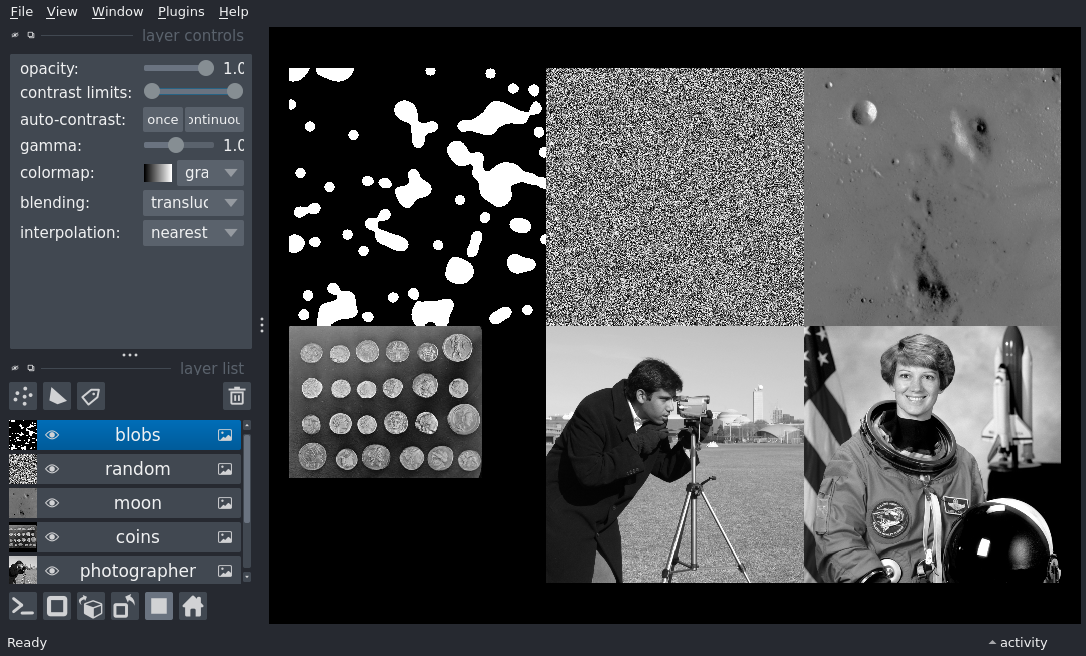 File View Window Plugins Help
layer controls
opacity: 1.0
contrast limits:
auto-contrast: once ontinuou
gamma: 1.0
colormap: gra
blending: transluc
interpolation: nearest
layer list
blobs
random
moon
coins
photographer
Ready
activity